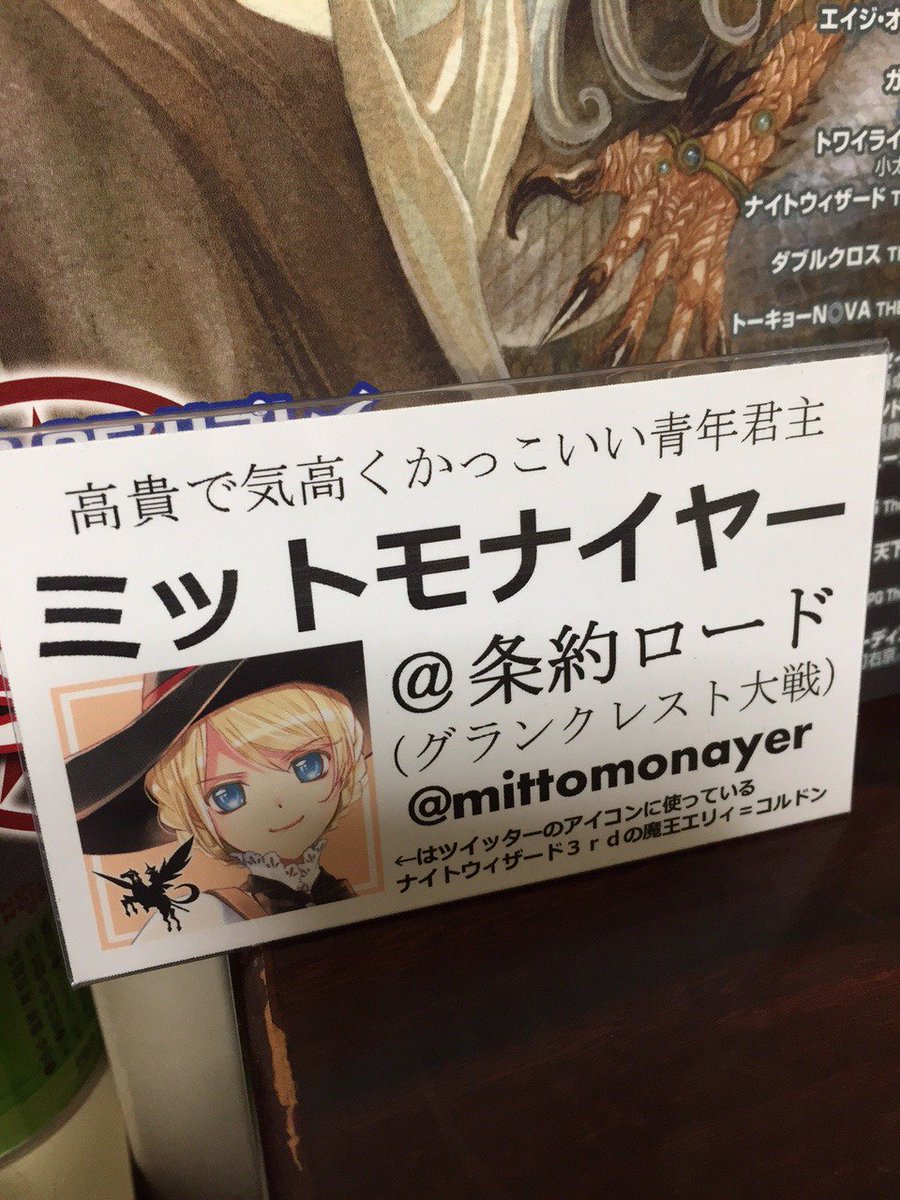 エイジ・オ
トワイライ
ナイトウィザード T
ダブルクロス THE
トーキョーNOVA THE
高貴で気高くかっこいい青年君主
ミットモナイヤー
@条約ロード
(グランクレスト大戦)
@mittomonayer
←はツイッターのアイコンに使っている
ナイトウィザード3rdの魔王エリィ=コルドン